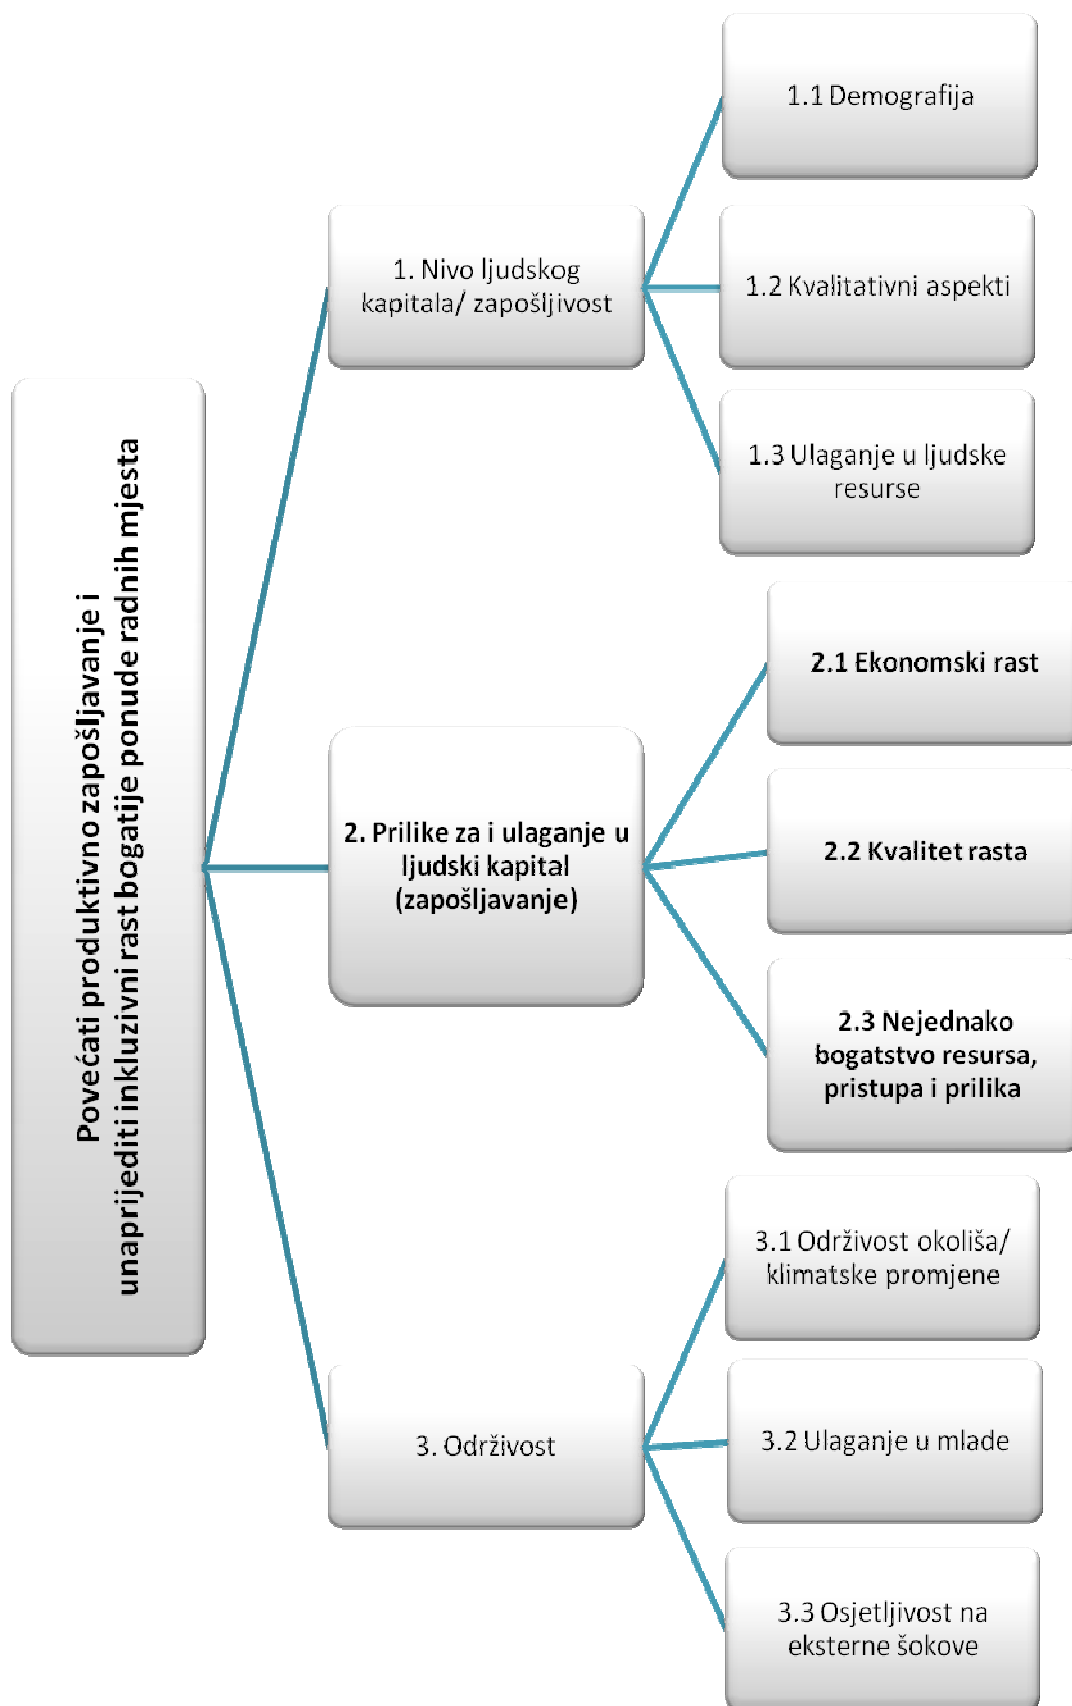 Povećati produktivno zapošljavanje i
unaprijediti inkluzivni rast bogatije ponude radnih mjesta
1. Nivo ljudskog
kapitala/ zapošljivost
1.1 Demografija
1.2 Kvalitativni aspekti
1.3 Ulaganje u ljudske
resurse
2. Prilike za i ulaganje u
ljudski kapital
(zapošljavanje)
2.1 Ekonomski rast
2.2 Kvalitet rasta
2.3 Nejednako
bogatstvo resursa,
pristupa i prilika
3. Održivost
3.1 Održivost okoliša/
klimatske promjene
3.2 Ulaganje u mlade
3.3 Osjetljivost na
eksterne šokove